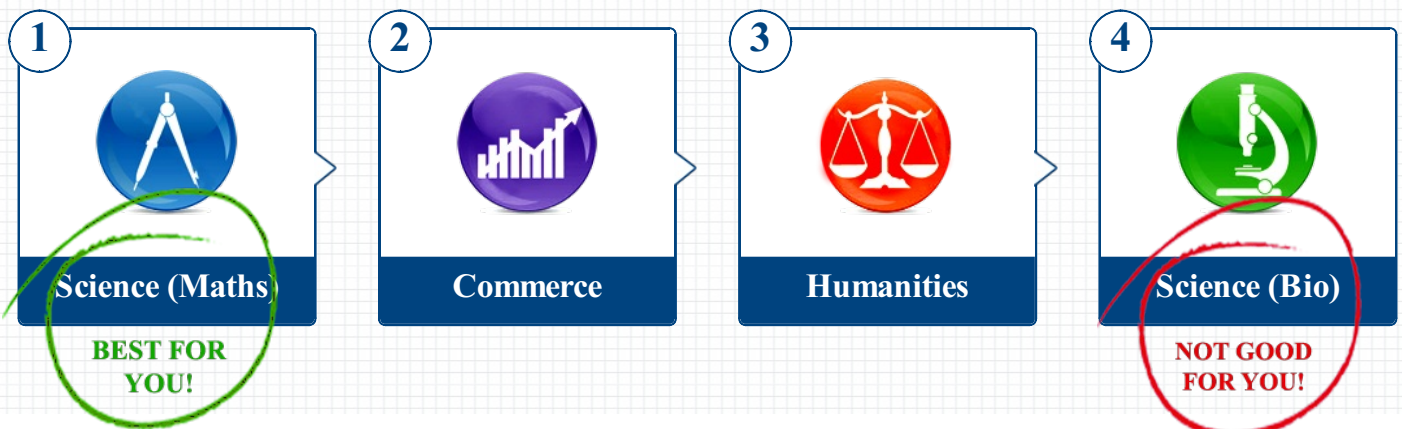 1
2
3
4
Science (Maths)
Commerce
Humanities
Science (Bio)
BEST FOR
YOU!
NOT GOOD
FOR YOU!